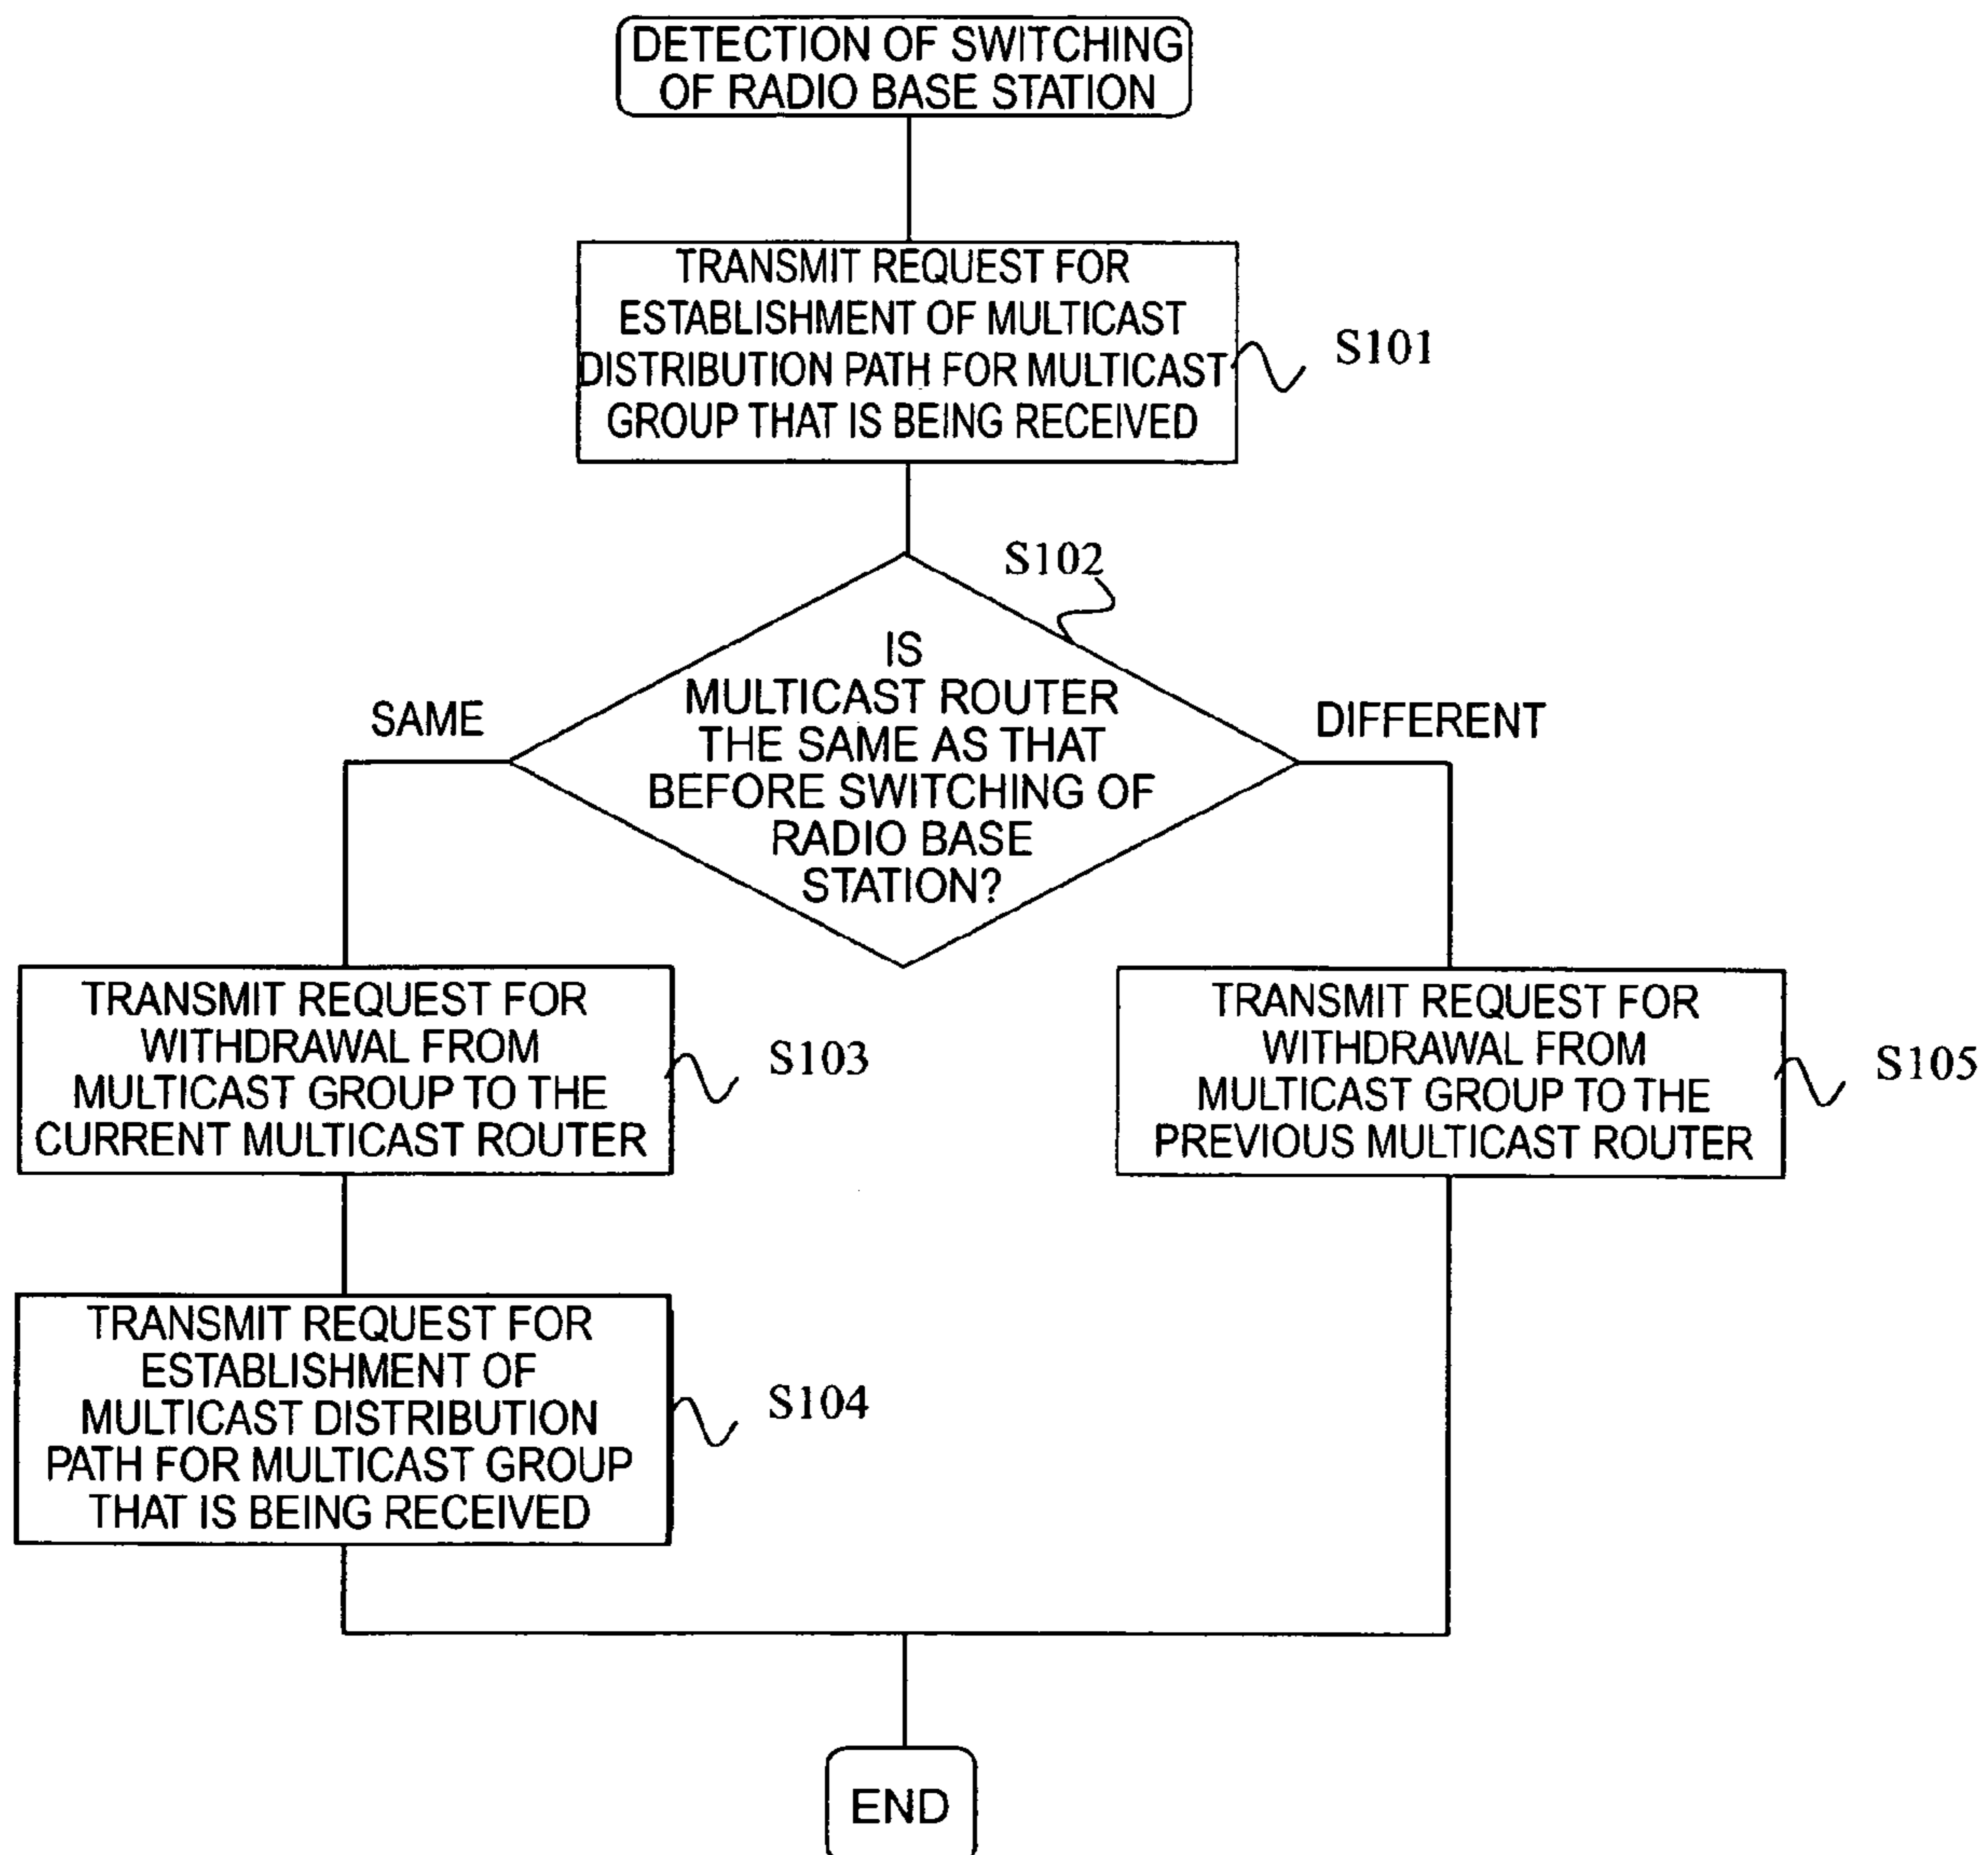 DETECTION OF SWITCHING
OF RADIO BASE STATION
TRANSMIT REQUEST FOR
ESTABLISHMENT OF MULTICAST
DISTRIBUTION PATH FOR MULTICAST
GROUP THAT IS BEING RECEIVED
S101
S102
IS
MULTICAST ROUTER
THE SAME AS THAT
BEFORE SWITCHING OF
RADIO BASE
STATION?
SAME
DIFFERENT
TRANSMIT REQUEST FOR
WITHDRAWAL FROM
MULTICAST GROUP TO THE
CURRENT MULTICAST ROUTER
S103
TRANSMIT REQUEST FOR
WITHDRAWAL FROM
MULTICAST GROUP TO THE
PREVIOUS MULTICAST ROUTER
S105
TRANSMIT REQUEST FOR
ESTABLISHMENT OF
MULTICAST DISTRIBUTION
PATH FOR MULTICAST GROUP
THAT IS BEING RECEIVED
S104
END